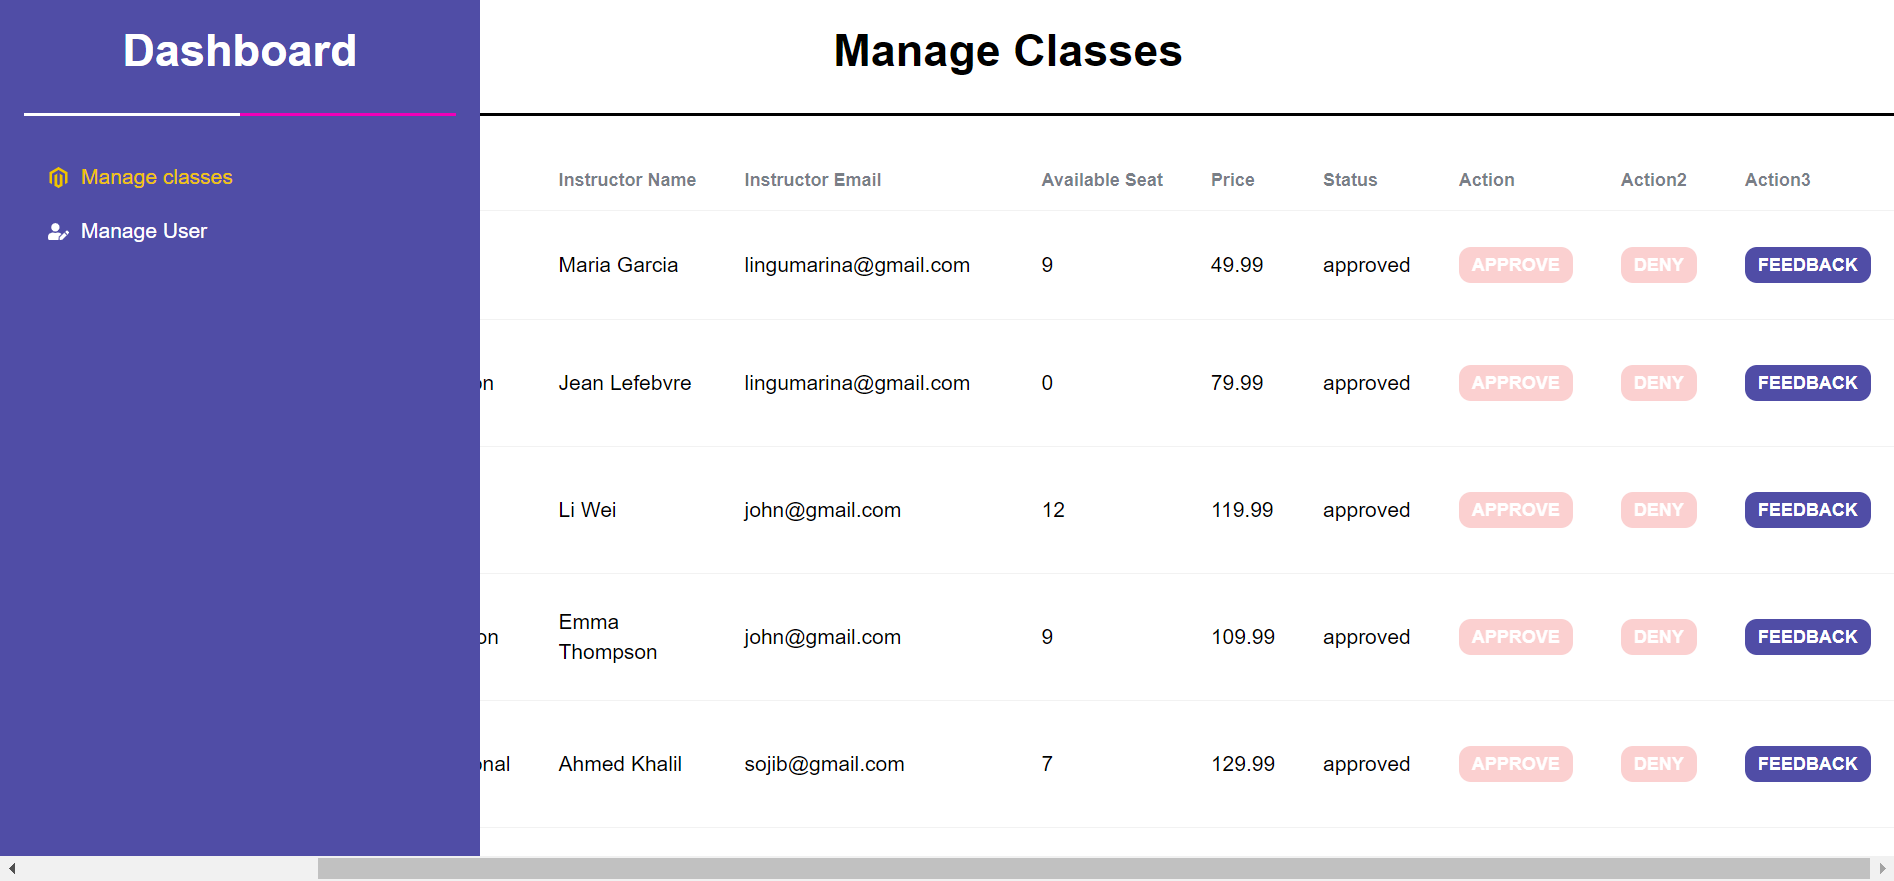 Dashboard
Manage classes
Manage User
Manage Classes
Instructor Name Instructor Email Available Seat Price Status Action Action2 Action3
Maria Garcia lingumarina@gmail.com 9 49.99 approved APPROVE DENY FEEDBACK
on Jean Lefebvre lingumarina@gmail.com 0 79.99 approved APPROVE DENY FEEDBACK
Li Wei john@gmail.com 12 119.99 approved APPROVE DENY FEEDBACK
on Emma Thompson john@gmail.com 9 109.99 approved APPROVE DENY FEEDBACK
onal Ahmed Khalil sojib@gmail.com 7 129.99 approved APPROVE DENY FEEDBACK